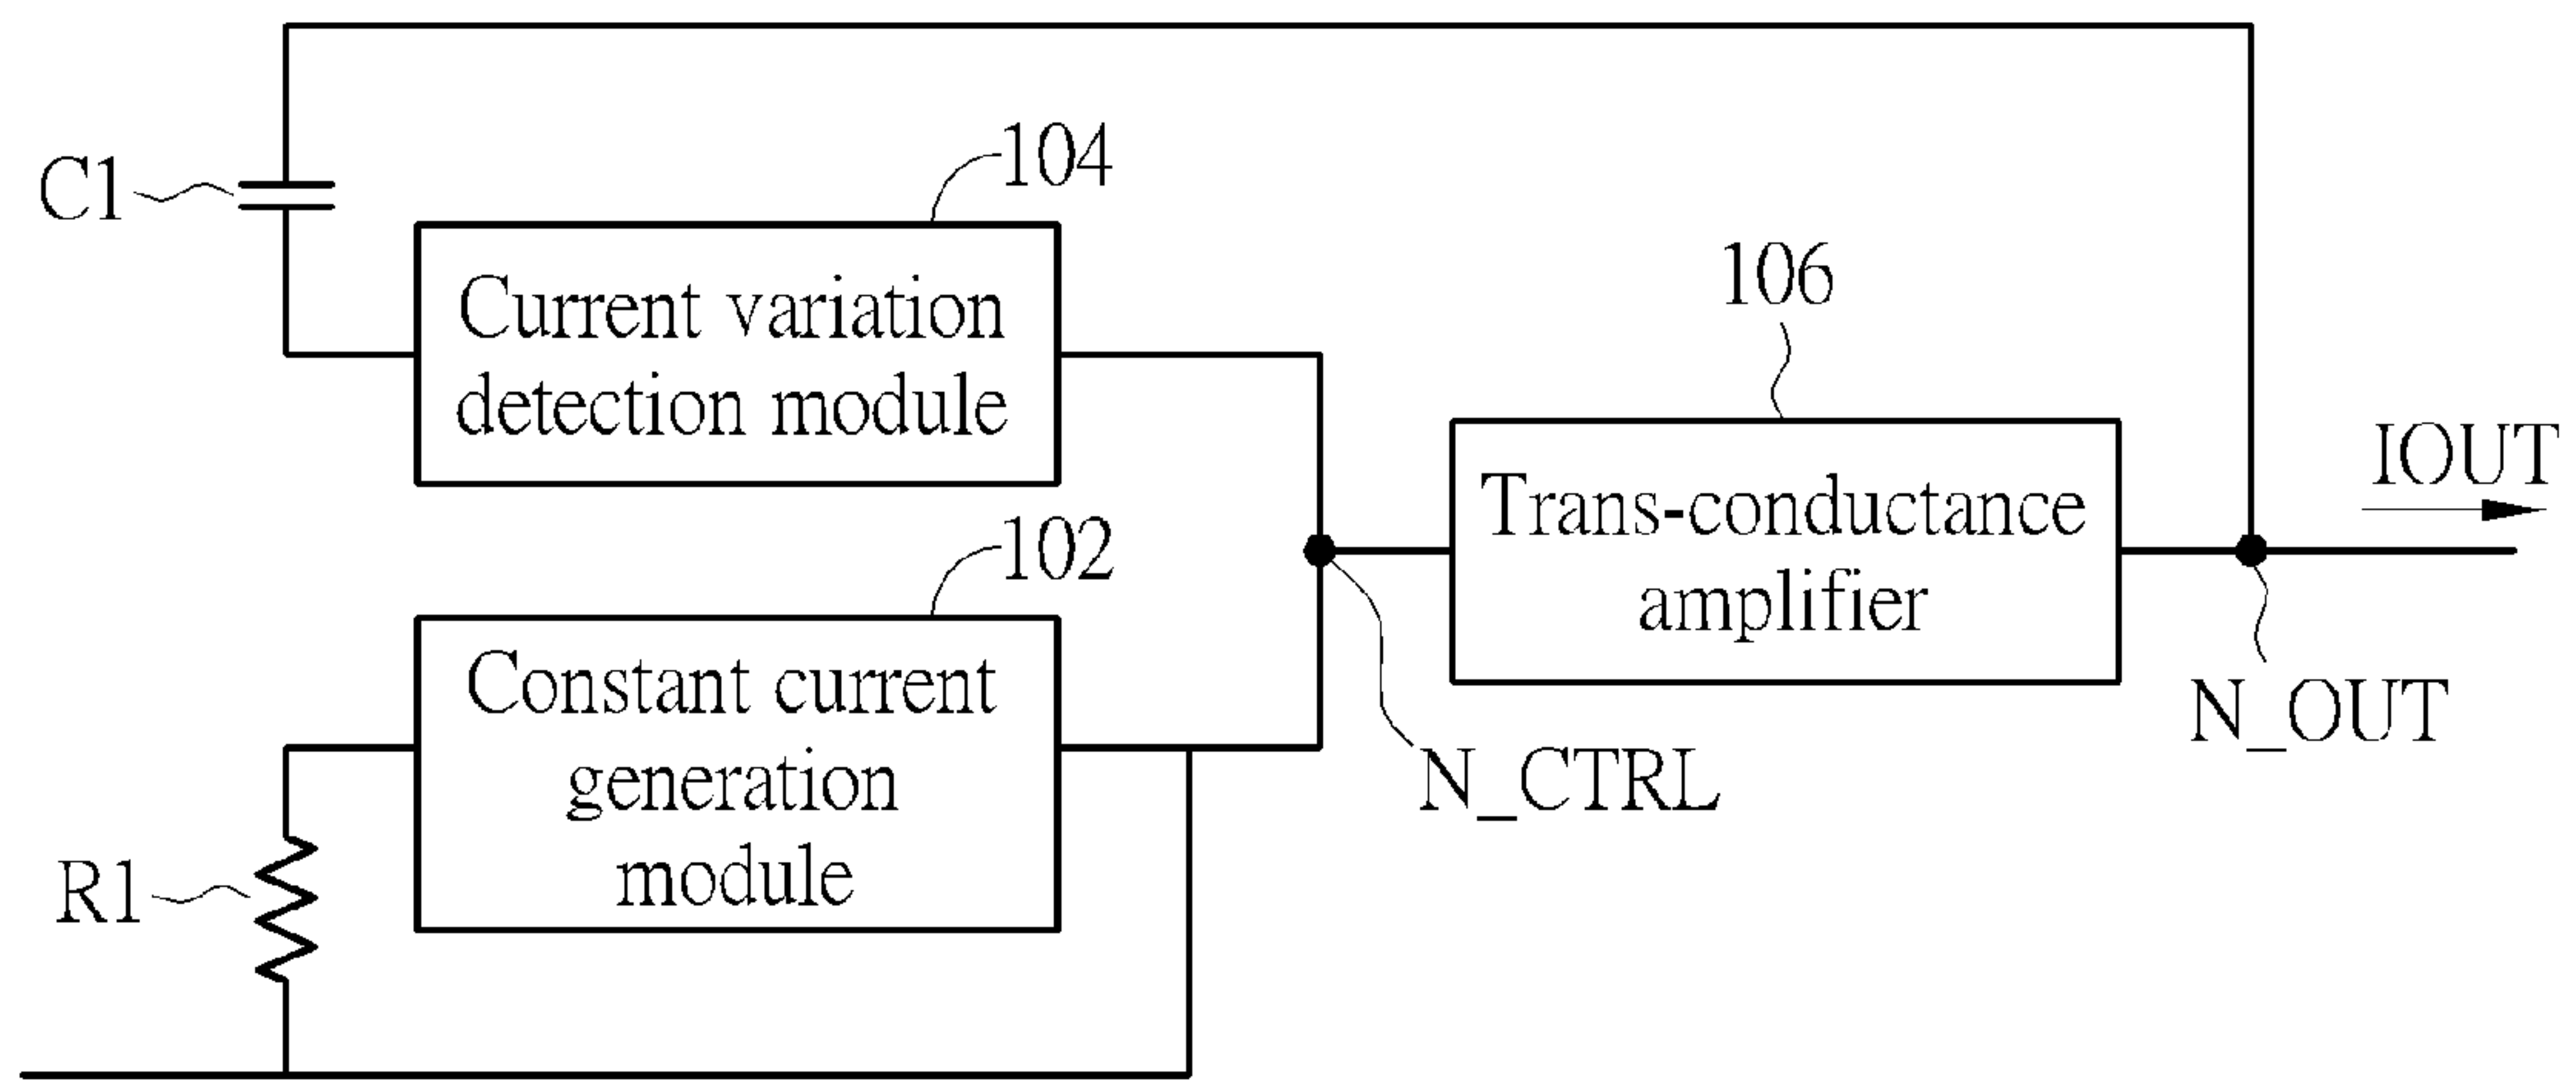 104
C1
Current variation
detection module
106
IOUT
Trans-conductance
amplifier
102
N_OUT
Constant current
generation
module
N_CTRL
R1